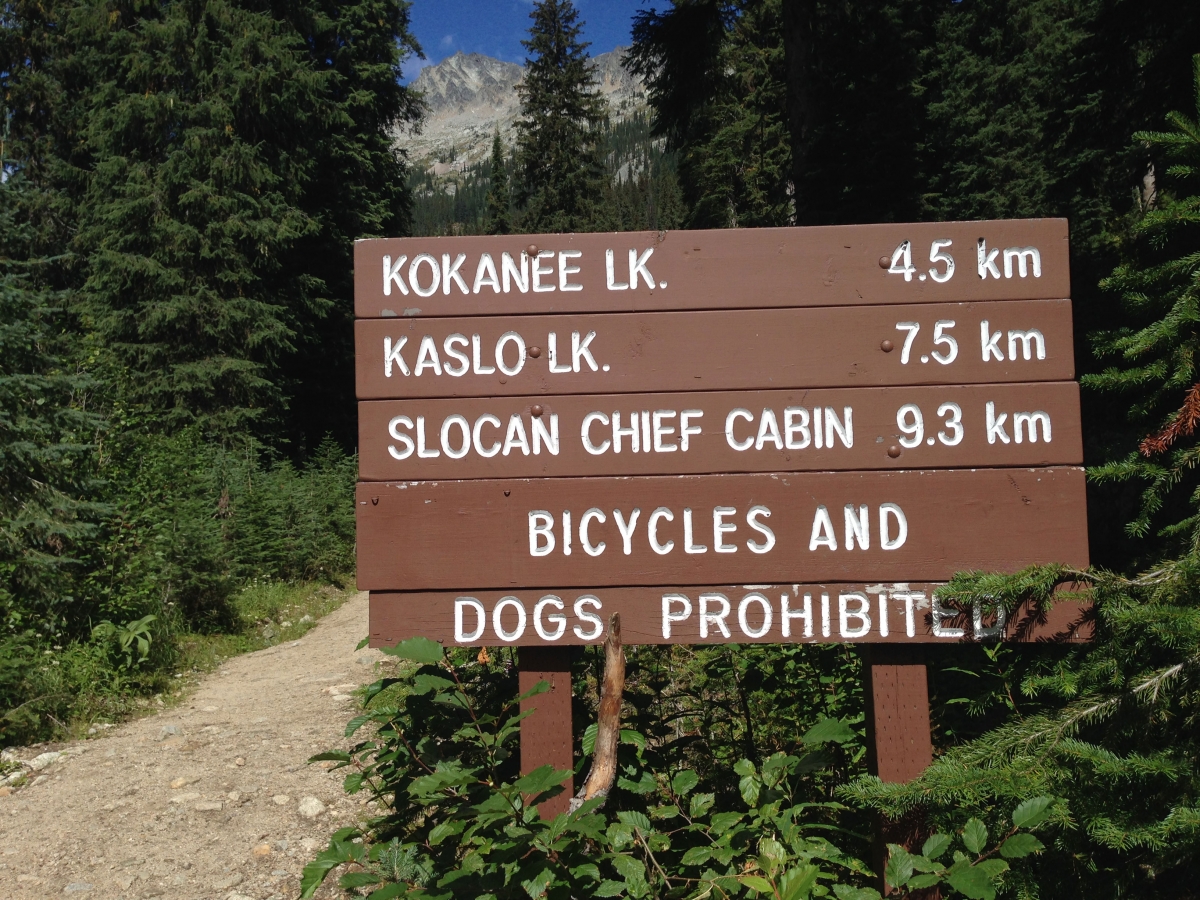 KOKANEE LK. 4.5 km
KASLO LK. 7.5 km
SLOCAN CHIEF CABIN 9.3 km
BICYCLES AND
DOGS PROHIBITED